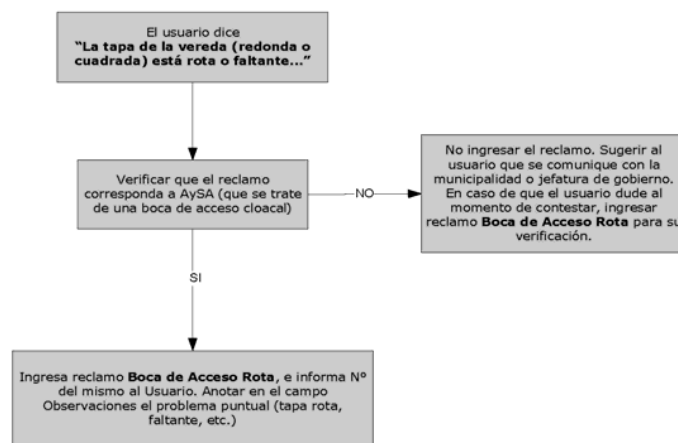 El usuario dice
“La tapa de la vereda (redonda o
cuadrada) está rota o faltante...”
Verificar que el reclamo
corresponda a AySA (que se trate
de una boca de acceso cloacal)
NO
No ingresar el reclamo. Sugerir al
usuario que se comunique con la
municipalidad o jefatura de gobierno.
En caso de que el usuario dude al
momento de contestar, ingresar
reclamo Boca de Acceso Rota para su
verificación.
SI
Ingresa reclamo Boca de Acceso Rota, e informa N°
del mismo al Usuario. Anotar en el campo
Observaciones el problema puntual (tapa rota,
faltante, etc.)